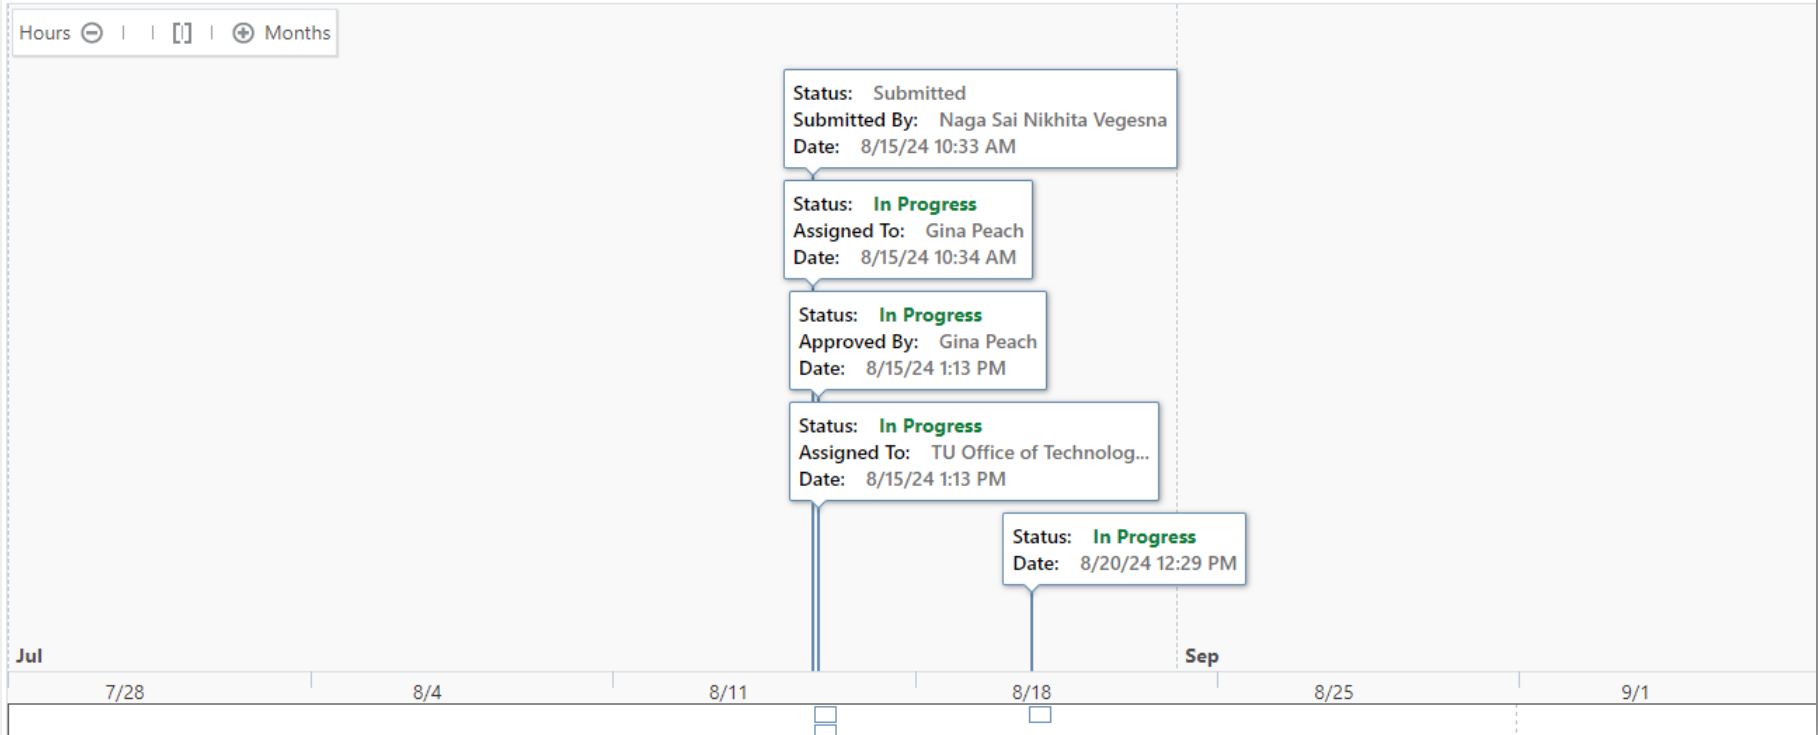 Hours Months
Status: Submitted
Submitted By: Naga Sai Nikhita Vegesna
Date: 8/15/24 10:33 AM
Status: In Progress
Assigned To: Gina Peach
Date: 8/15/24 10:34 AM
Status: In Progress
Approved By: Gina Peach
Date: 8/15/24 1:13 PM
Status: In Progress
Assigned To: TU Office of Technolog...
Date: 8/15/24 1:13 PM
Status: In Progress
Date: 8/20/24 12:29 PM
Jul Sep
7/28 8/4 8/11 8/18 8/25 9/1